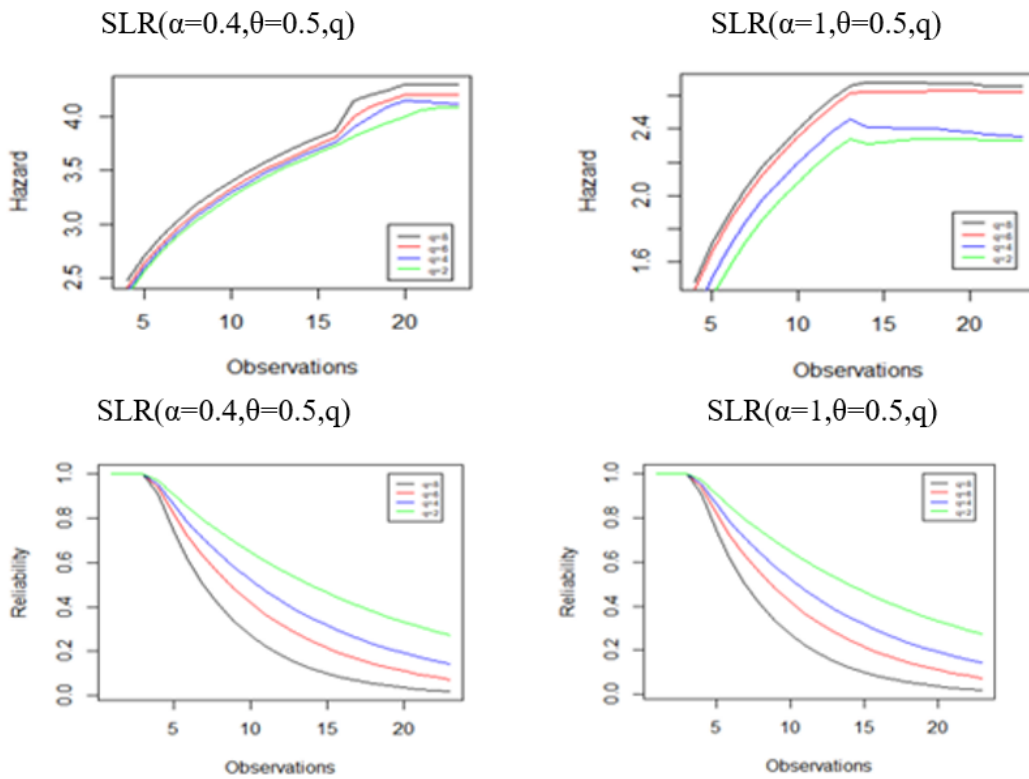 SLR(α=0.4,θ=0.5,q)
SLR(α=1,θ=0.5,q)
Hazard
4.0
3.5
3.0
2.5
5 10 15 20
Observations
Hazard
2.4
2.0
1.6
5 10 15 20
Observations
SLR(α=0.4,θ=0.5,q)
SLR(α=1,θ=0.5,q)
Reliability
1.0
0.8
0.6
0.4
0.2
0.0
5 10 15 20
Observations
Reliability
1.0
0.8
0.6
0.4
0.2
0.0
5 10 15 20
Observations